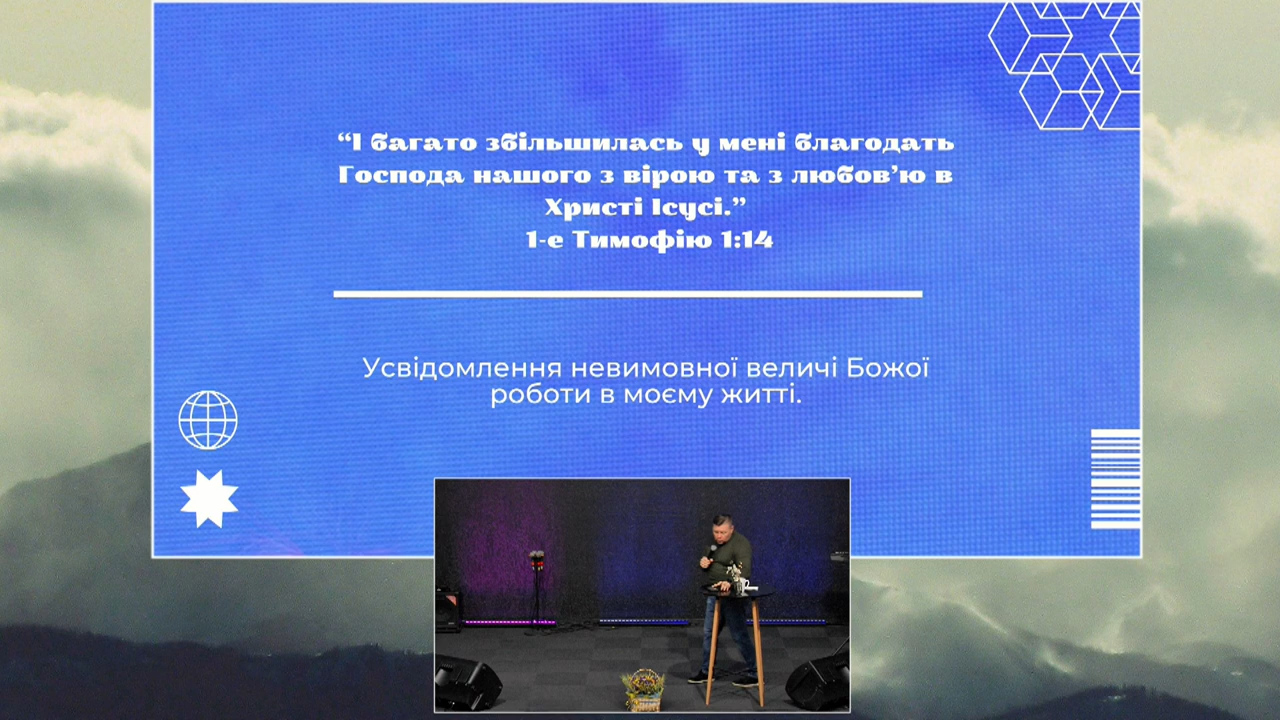 “І багато збільшилась у мені благодать
Господа нашого з вірою та з любов’ю в
Христі Ісусі.”
1-е Тимофію 1:14
Усвідомлення невимовної величі Божої
роботи в моєму житті.